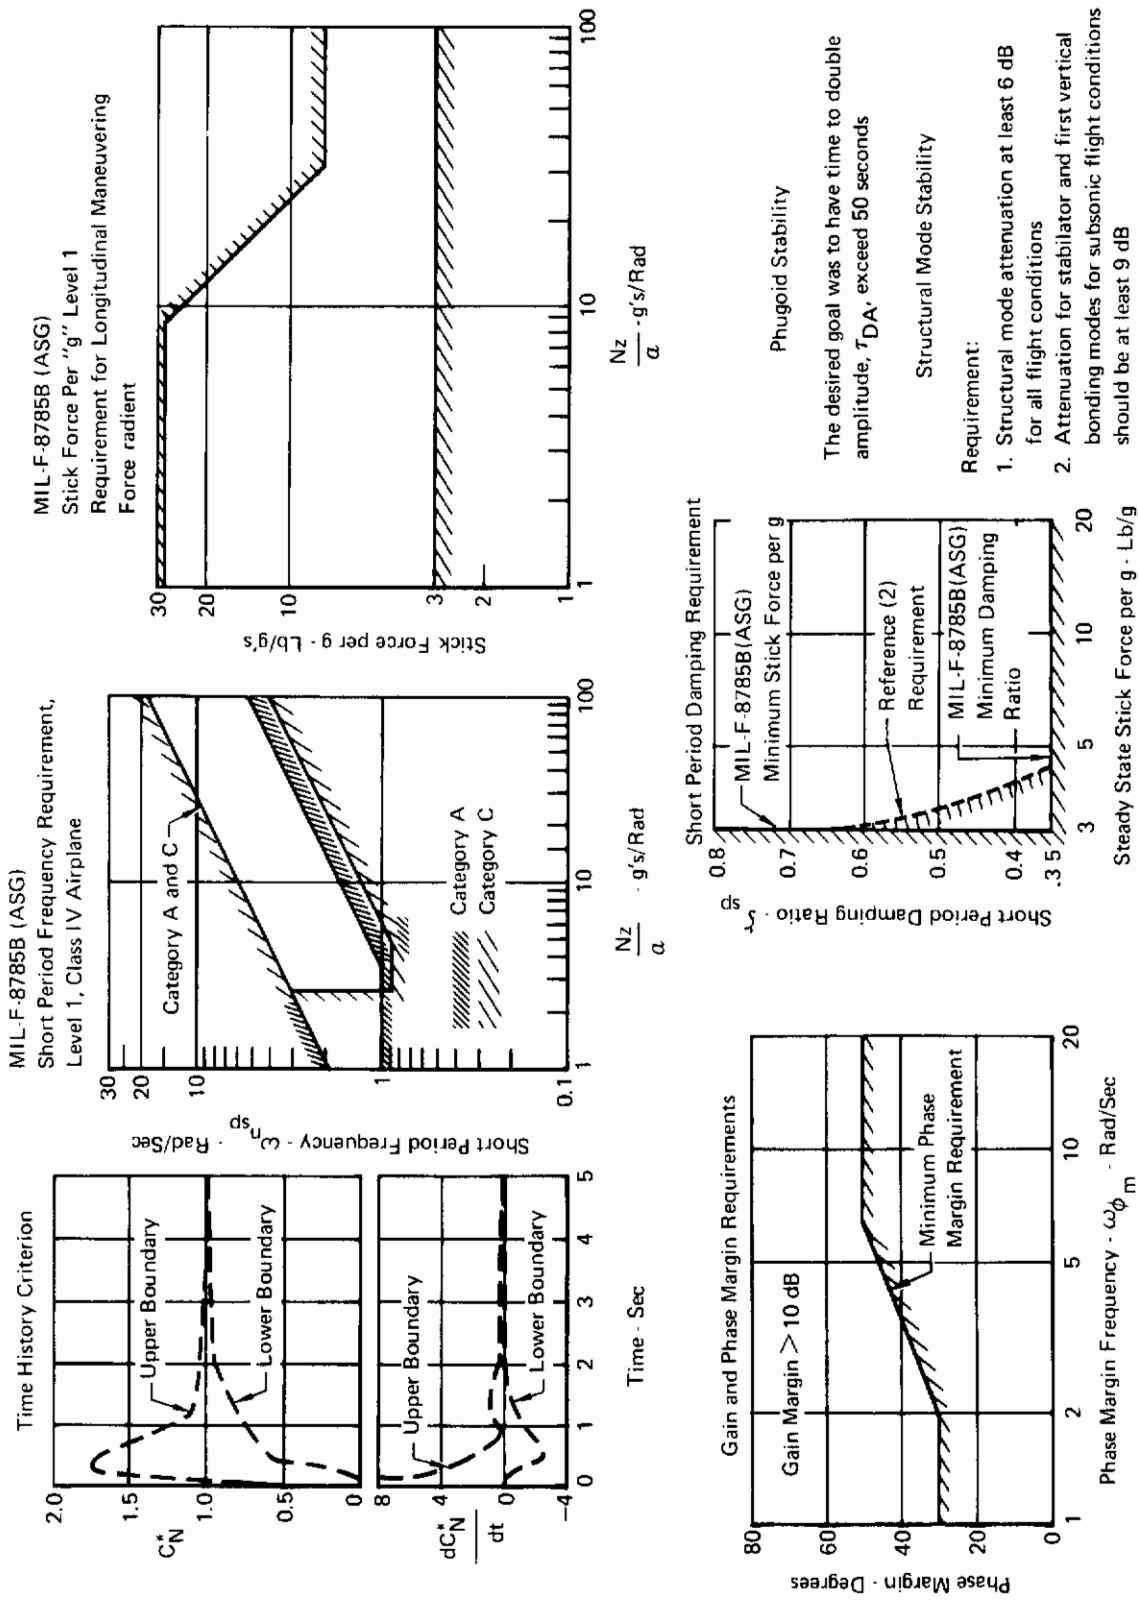 Time History Criterion
2.0
1.5
1.0
0.5
0
C*N
Upper Boundary
Lower Boundary
8
4
0
-4
dC*N
dt
Upper Boundary
Lower Boundary
0
1
2
3
4
5
Time - Sec
MIL-F-8785B (ASG)
Short Period Frequency Requirement,
Level 1, Class IV Airplane
30
20
10
1
0.1
Short Period Frequency - ωnsp - Rad/Sec
Category A and C
Category A
Category C
1
10
100
Nz
α
- g's/Rad
MIL-F-8785B (ASG)
Stick Force Per "g" Level 1
Requirement for Longitudinal Maneuvering
Force radient
30
20
10
3
2
1
Stick Force per g - Lb/g's
1
10
100
Nz
α
- g's/Rad
Gain and Phase Margin Requirements
80
60
40
20
0
Phase Margin - Degrees
Gain Margin > 10 dB
Minimum Phase
Margin Requirement
1
2
5
10
20
Phase Margin Frequency - ωϕm - Rad/Sec
Short Period Damping Requirement
0.8
0.7
0.6
0.5
0.4
.3 5
Short Period Damping Ratio - ζsp
MIL-F-8785B(ASG)
Minimum Stick Force per g
Reference (2)
Requirement
MIL-F-8785B(ASG)
Minimum Damping
Ratio
3
5
10
20
Steady State Stick Force per g - Lb/g
Phugoid Stability
The desired goal was to have time to double
amplitude, τDA, exceed 50 seconds
Structural Mode Stability
Requirement:
1. Structural mode attenuation at least 6 dB
for all flight conditions
2. Attenuation for stabilator and first vertical
bonding modes for subsonic flight conditions
should be at least 9 dB